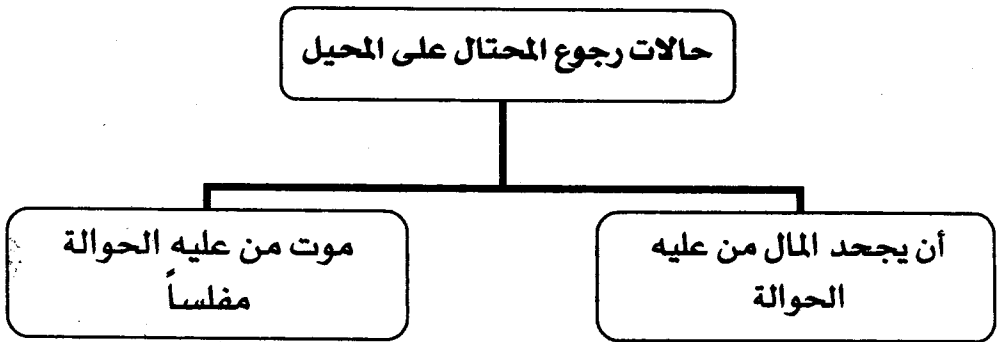 حالات رجوع المحتال على المحيل
أن يجحد المال من عليه
الحوالة
موت من عليه الحوالة
مفلساً